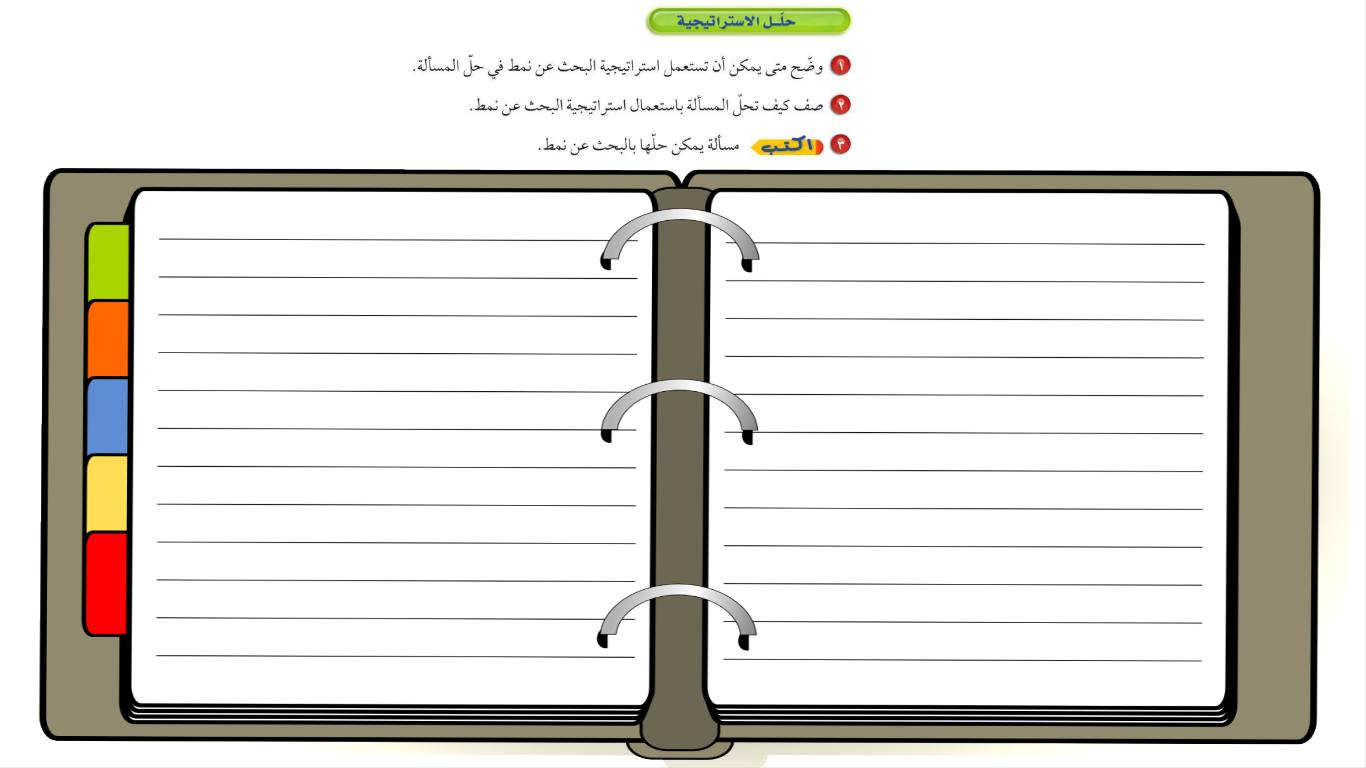 حلّل الاستراتيجية
١ وضّح متى يمكن أن تستعمل استراتيجية البحث عن نمط في حلّ المسألة.
٢ صف كيف تحلّ المسألة باستعمال استراتيجية البحث عن نمط.
٣ اكتب مسألة يمكن حلّها بالبحث عن نمط.